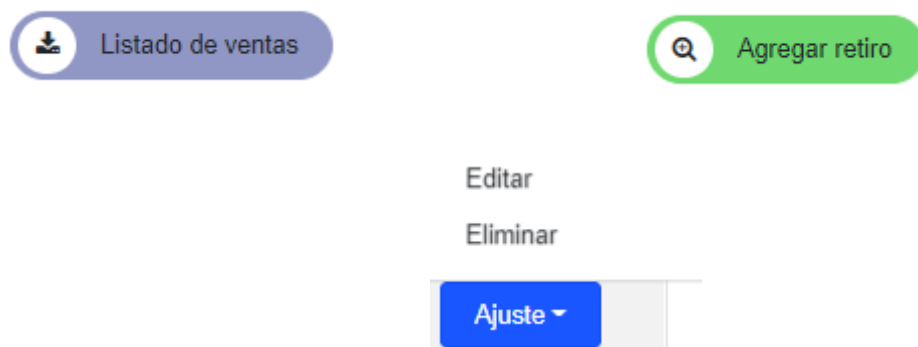 Listado de ventas
Agregar retiro
Editar
Eliminar
Ajuste